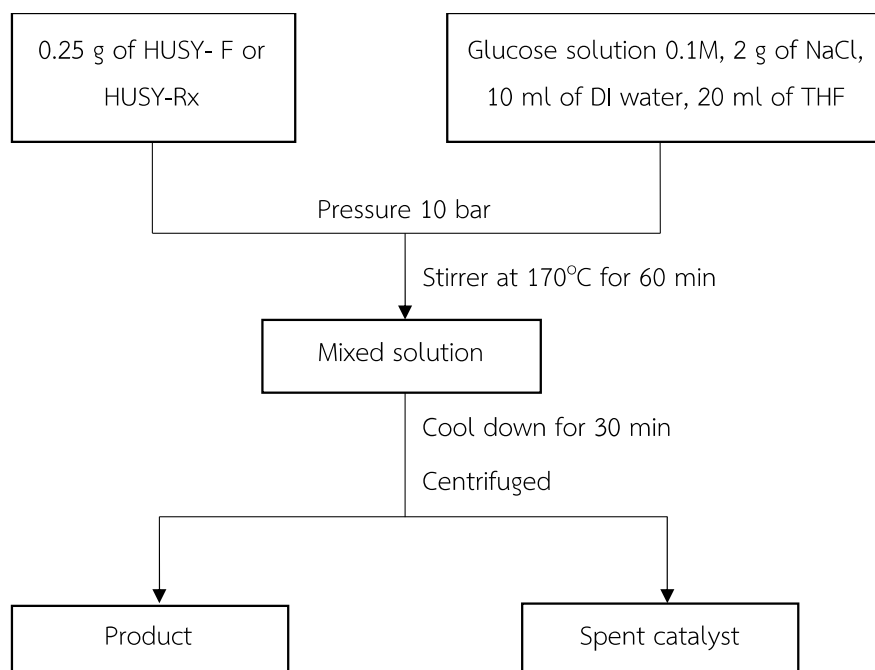 0.25 g of HUSY- F or
HUSY-Rx
Glucose solution 0.1M, 2 g of NaCl,
10 ml of DI water, 20 ml of THF
Pressure 10 bar
Stirrer at 170°C for 60 min
Mixed solution
Cool down for 30 min
Centrifuged
Product
Spent catalyst